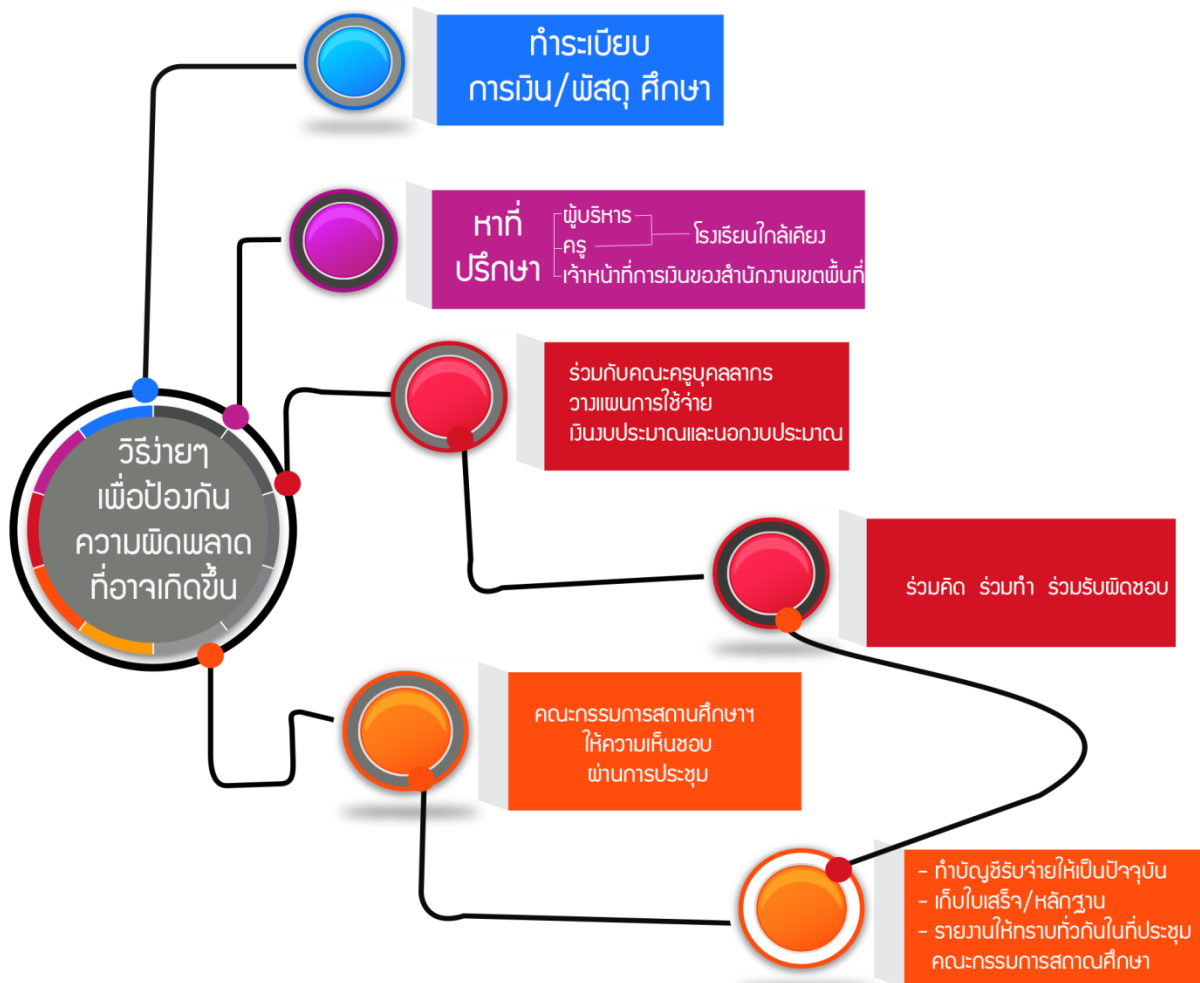 ทำระเบียบ
การเงิน/พัสดุ ศึกษา
หาที่
ปรึกษา
ผู้บริหาร
ครู
โรงเรียนใกล้เคียง
เจ้าหน้าที่การเงินของสำนักงานเขตพื้นที่
ร่วมกับคณะครูบุคลลากร
วางแผนการใช้จ่าย
เงินงบประมาณและนอกงบประมาณ
วิธีง่ายๆ
เพื่อป้องกัน
ความผิดพลาด
ที่อาจเกิดขึ้น
ร่วมคิด ร่วมทำ ร่วมรับผิดชอบ
คณะกรรมการสถานศึกษาฯ
ให้ความเห็นชอบ
ผ่านการประชุม
- ทำบัญชีรับจ่ายให้เป็นปัจจุบัน
- เก็บใบเสร็จ/หลักฐาน
- รายงานให้ทราบทั่วกันในที่ประชุม
คณะกรรมการสถาณศึกษา